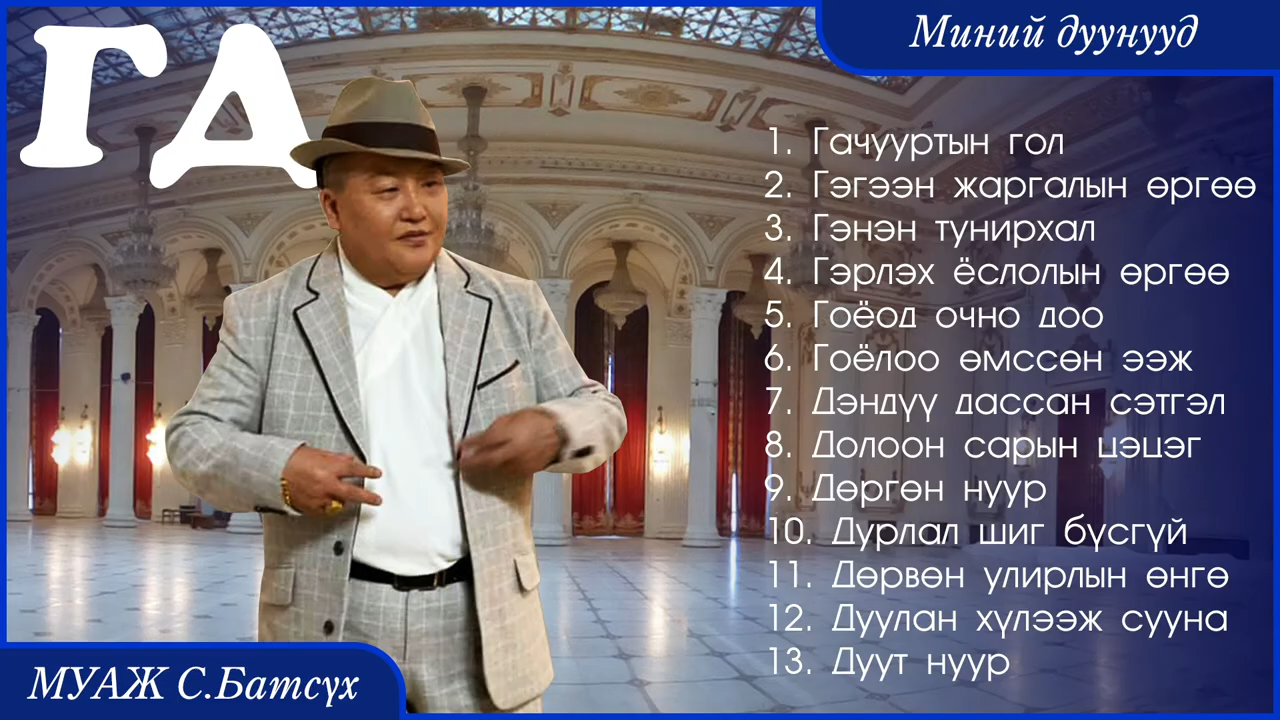 ГД
Миний дуунууд
1. Гачууртын гол
2. Гэгээн жаргалын өргөө
3. Гэнэн тунирхал
4. Гэрлэх ёслолын өргөө
5. Гоёод очно доо
6. Гоёлоо өмссөн ээж
7. Дэндүү дассан сэтгэл
8. Долоон сарын цэцэг
9. Дөргөн нуур
10. Дурлал шиг бүсгүй
11. Дөрвөн улирлын өнгө
12. Дуулан хүлээж сууна
13. Дуут нуур
МУАЖ С.Батсүх